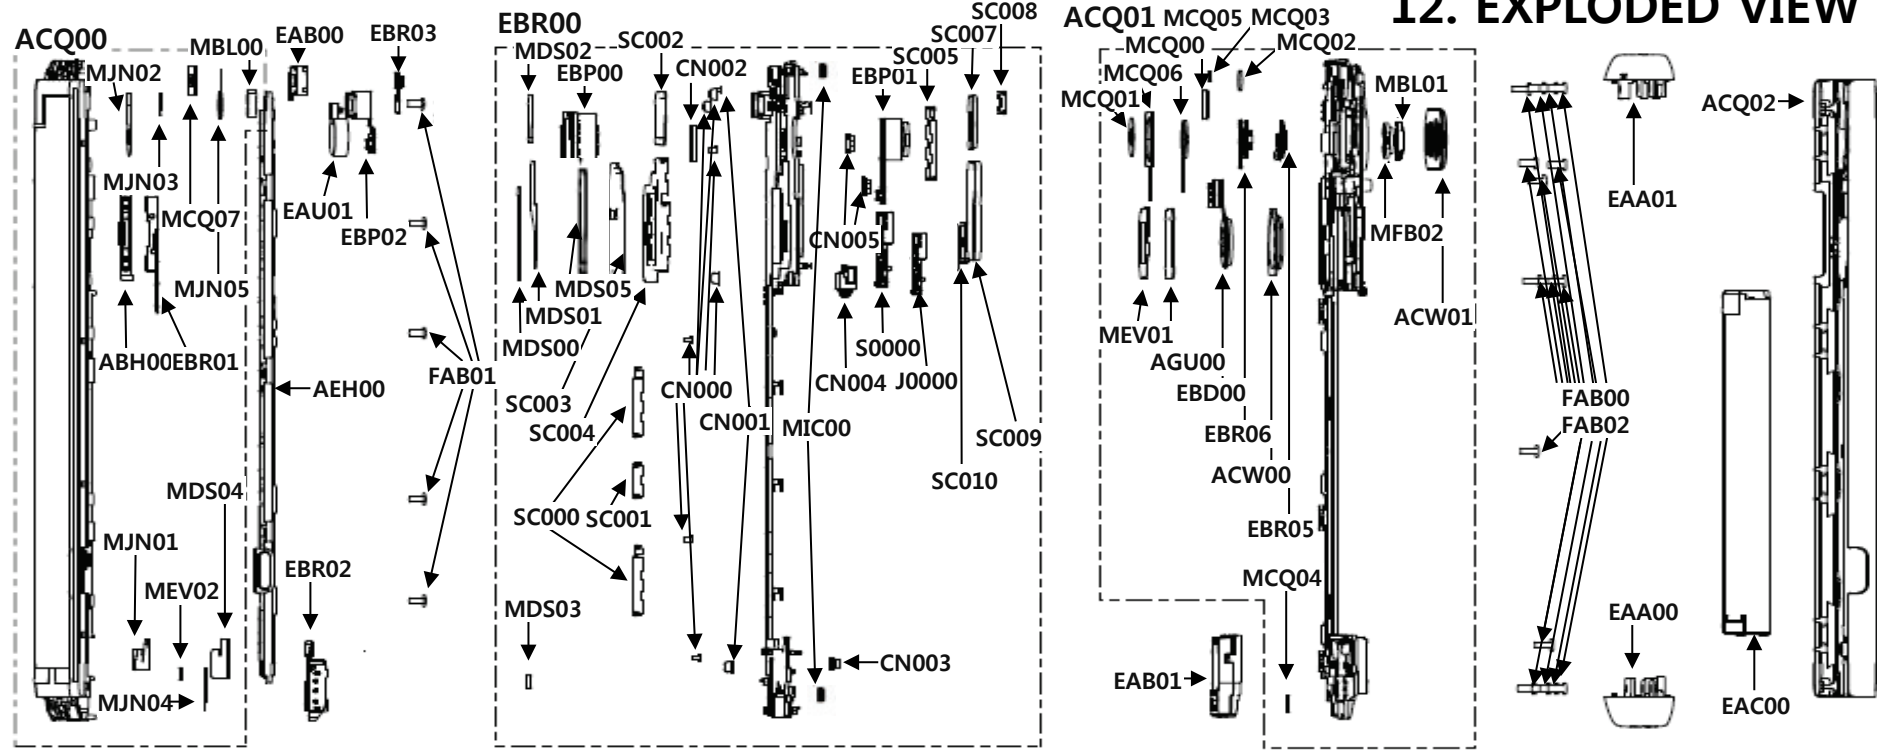 12. EXPLODED VIEW
ACQ00
MJN02
MBL00
EAB00
EBR03
MJN03
MCQ07
EAU01
EBP02
MJN05
ABH00
EBR01
AEH00
FAB01
MDS04
MJN01
MEV02
EBR02
MJN04
EBR00
MDS02
SC002
EBP00
CN002
EBP01
SC005
SC007
SC008
CN005
MDS05
MDS01
MDS00
S0000
CN004
J0000
SC003
SC004
CN000
CN001
MIC00
SC009
SC010
SC000
SC001
MDS03
CN003
ACQ01
MCQ05
MCQ03
MCQ00
MCQ02
MCQ06
MCQ01
MBL01
MFB02
MEV01
ACW01
AGU00
EBD00
EBR06
ACW00
EBR05
MCQ04
EAB01
ACQ02
EAA01
FAB00
FAB02
EAA00
EAC00